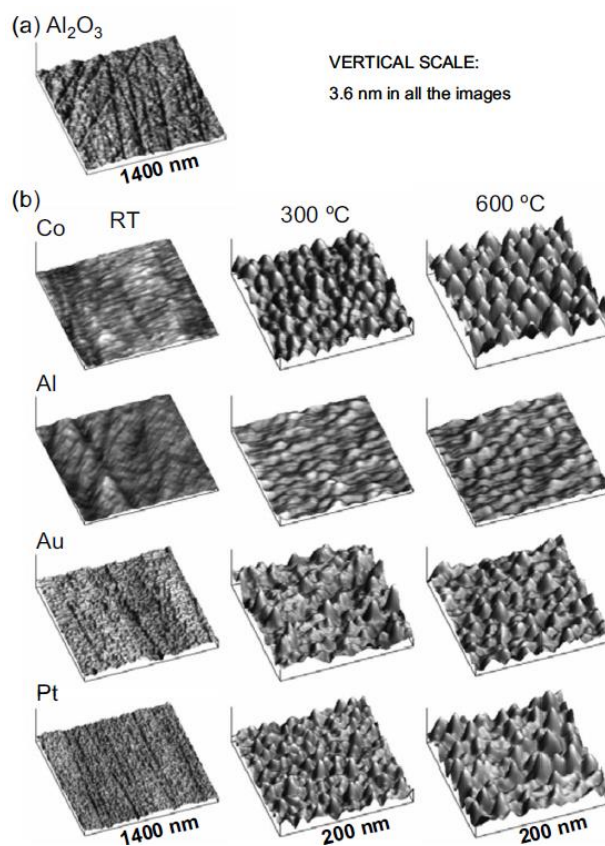 (a) Al₂O₃
VERTICAL SCALE:
3.6 nm in all the images
1400 nm
(b)
RT
300 ºC
600 ºC
Co
Al
Au
Pt
1400 nm
200 nm
200 nm